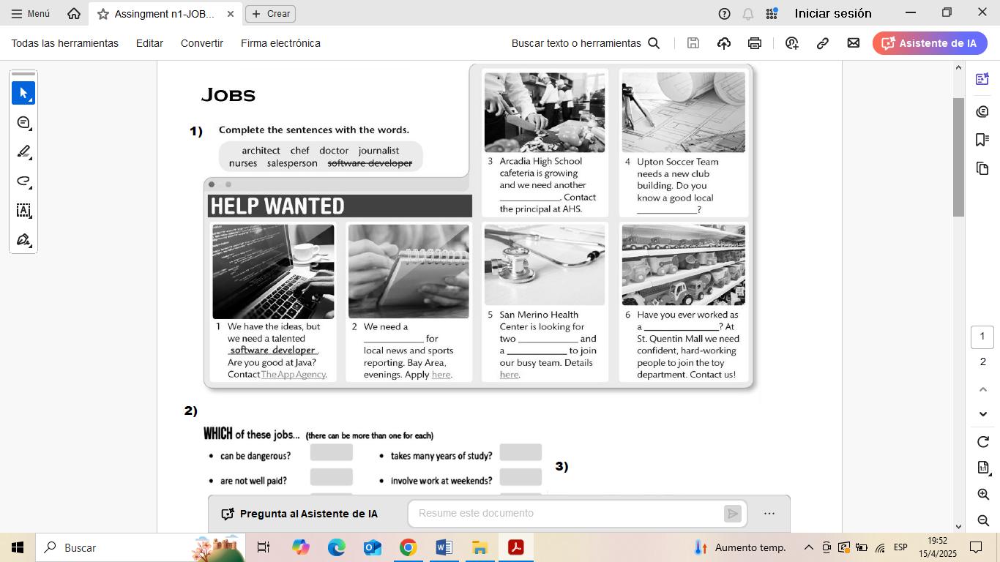 Menú
Assingment n1-JOB...
Crear
Iniciar sesión
Todas las herramientas
Editar
Convertir
Firma electrónica
Buscar texto o herramientas
Asistente de IA
JOBS
1)
Complete the sentences with the words.
architect chef doctor journalist
nurses salesperson software developer
HELP WANTED
1 We have the ideas, but
we need a talented
software developer.
Are you good at Java?
Contact The App Agency.
2 We need a
____________ for
local news and sports
reporting. Bay Area,
evenings. Apply here.
3 Arcadia High School
cafeteria is growing
and we need another
____________. Contact
the principal at AHS.
4 Upton Soccer Team
needs a new club
building. Do you
know a good local
____________?
5 San Merino Health
Center is looking for
two ____________ and
a ____________ to join
our busy team. Details
here.
6 Have you ever worked as
a ______________? At
St. Quentin Mall we need
confident, hard-working
people to join the toy
department. Contact us!
2)
WHICH of these jobs... (there can be more than one for each)
• can be dangerous?
• takes many years of study?
• are not well paid?
• involve work at weekends?
3)
Pregunta al Asistente de IA
Resume este documento
1
2
Buscar
Aumento temp.
ESP
19:52
15/4/2025